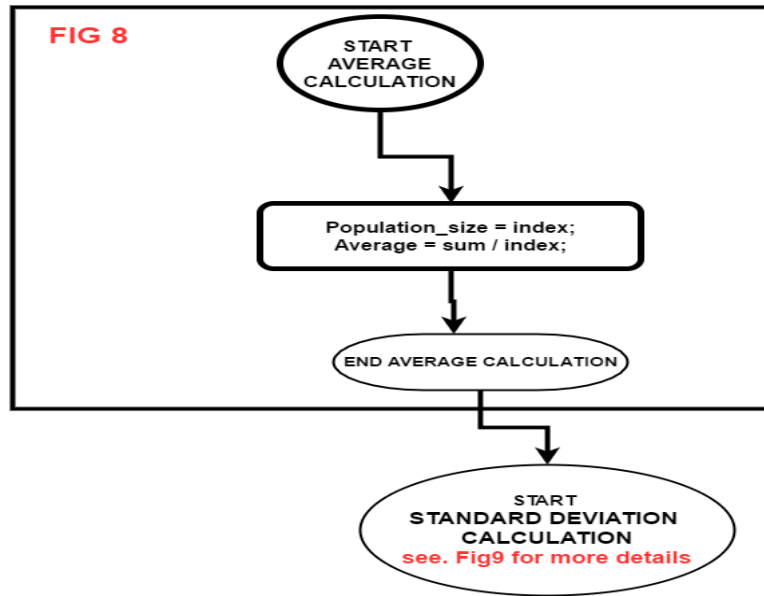 FIG 8
START
AVERAGE
CALCULATION
Population_size = index;
Average = sum / index;
END AVERAGE CALCULATION
START
STANDARD DEVIATION
CALCULATION
see. Fig9 for more details